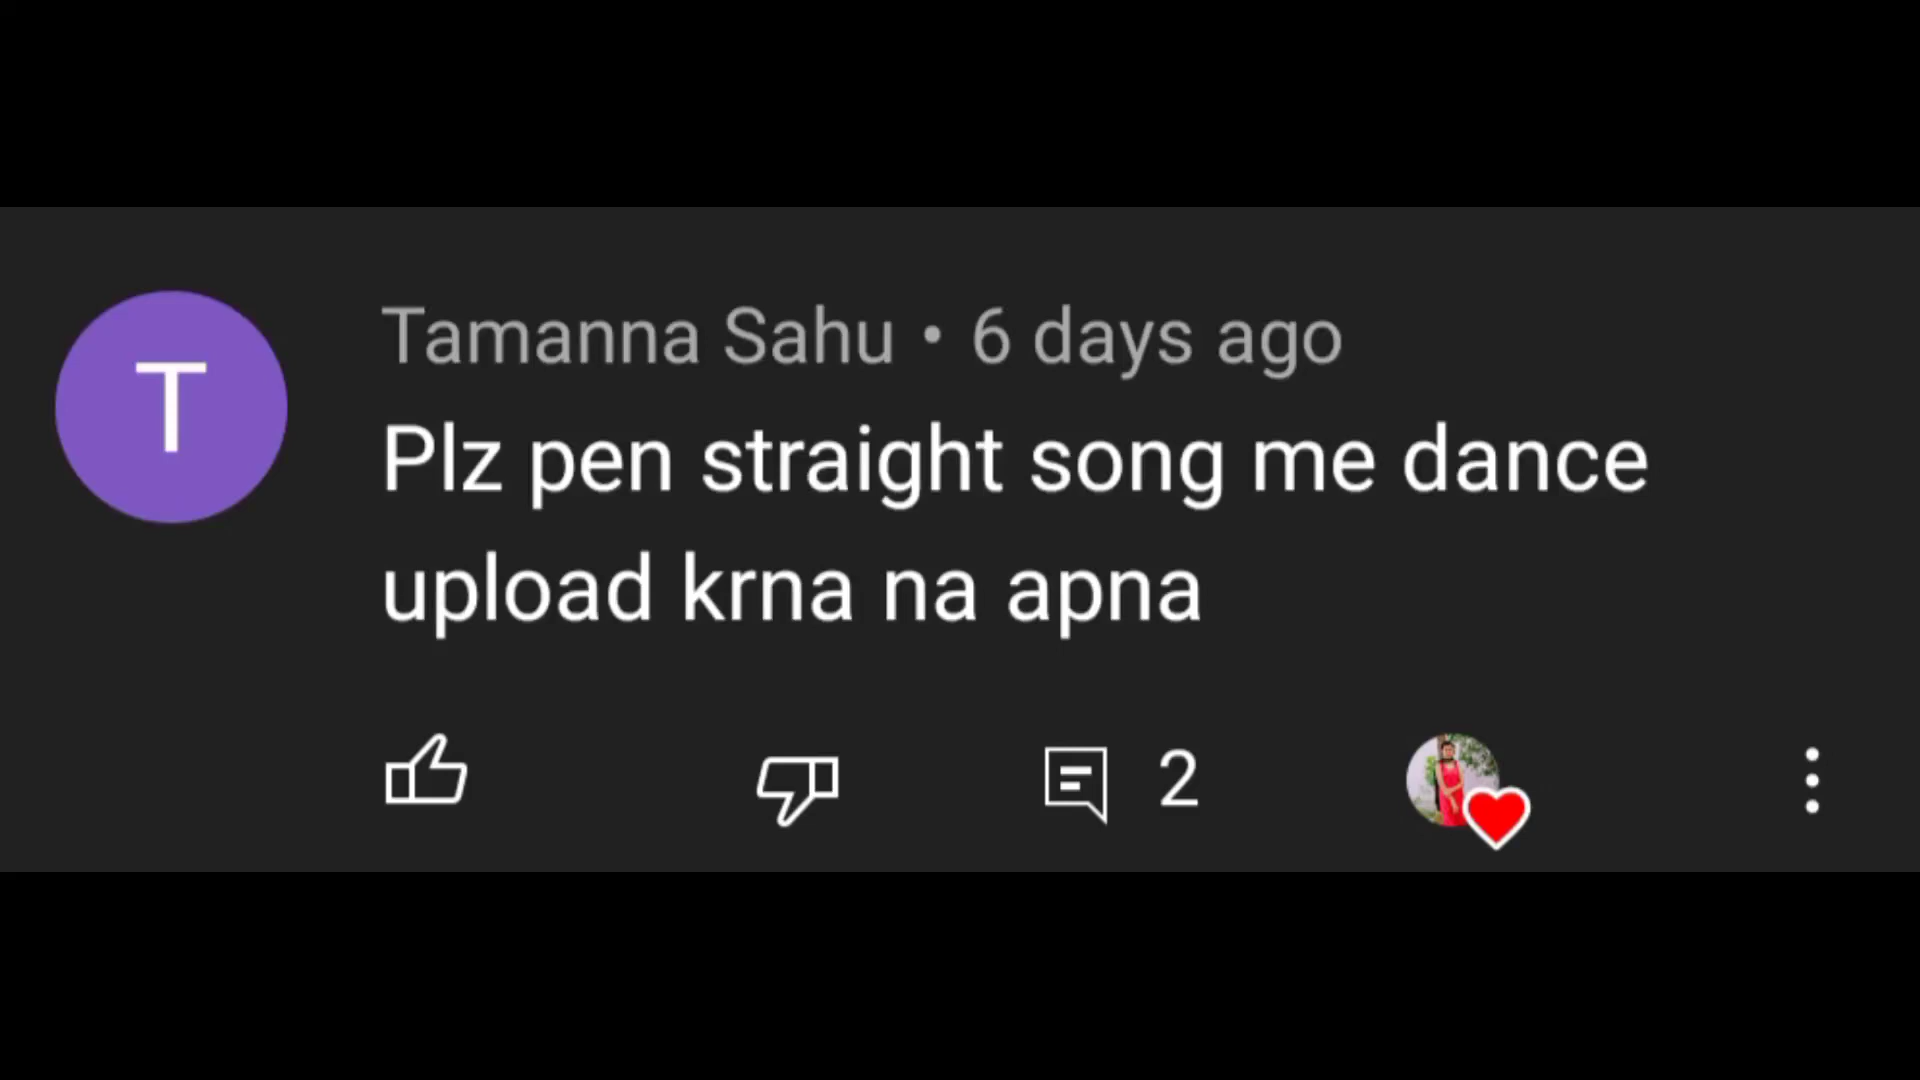 T
Tamanna Sahu • 6 days ago
Plz pen straight song me dance
upload krna na apna
2